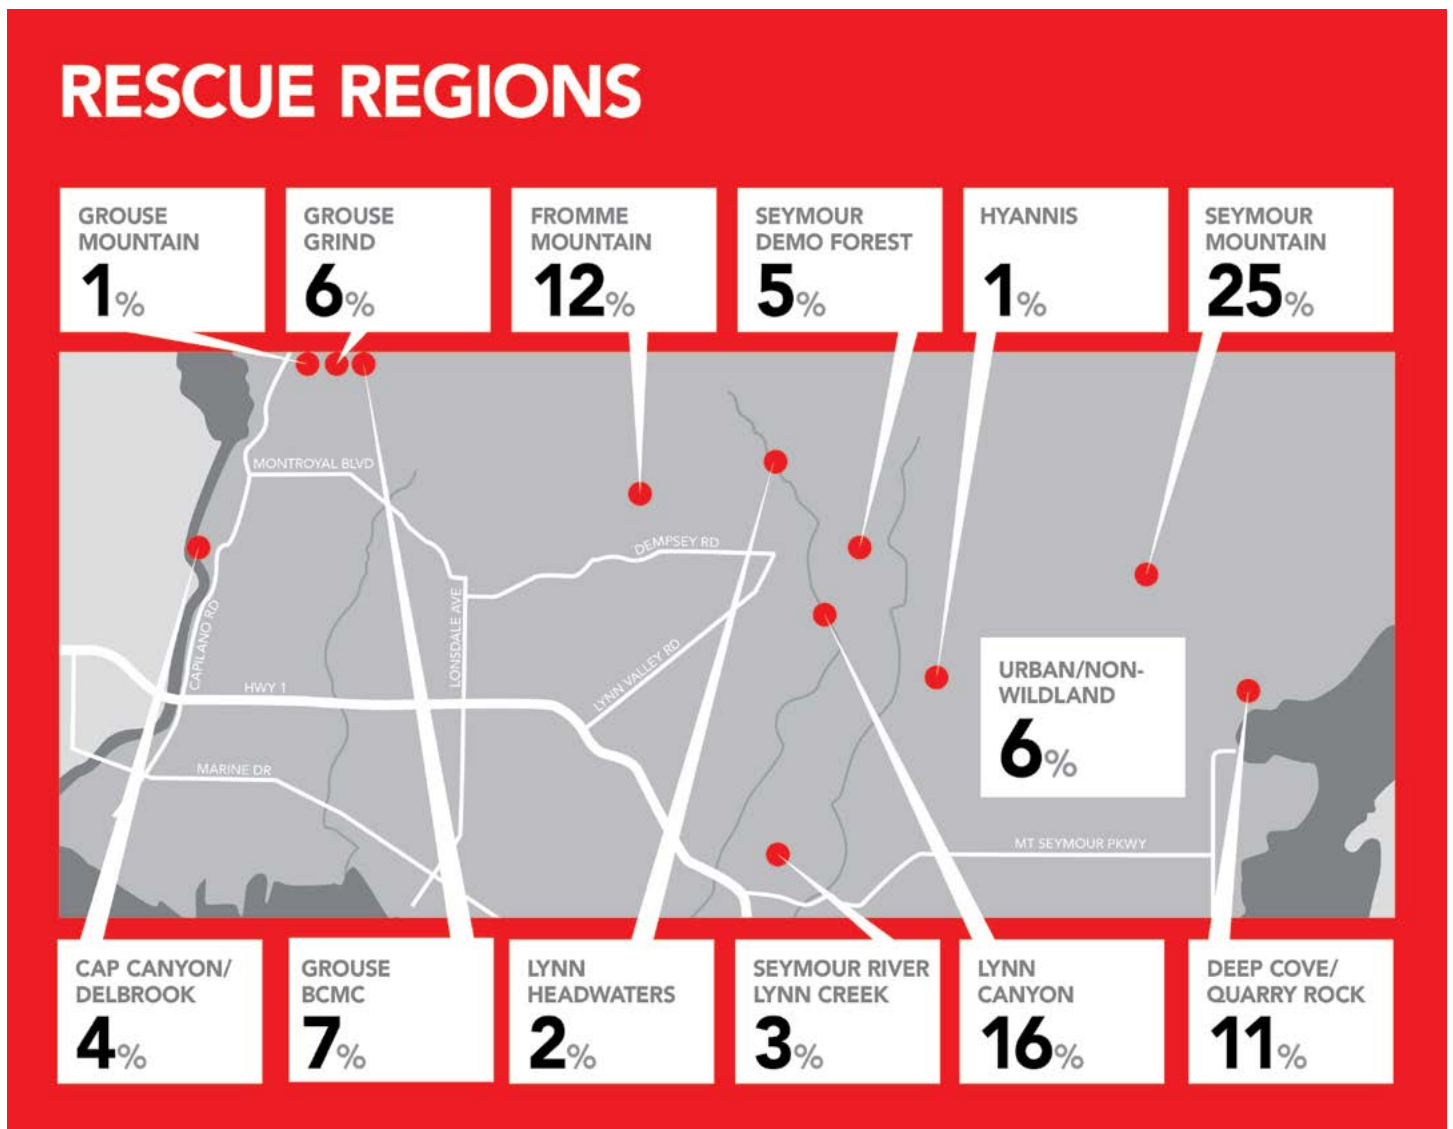 RESCUE REGIONS
GROUSE
MOUNTAIN
1%
GROUSE
GRIND
6%
FROMME
MOUNTAIN
12%
SEYMOUR
DEMO FOREST
5%
HYANNIS
1%
SEYMOUR
MOUNTAIN
25%
MONTROYAL BLVD
DEMPSEY RD
CAPILANO RD
LONSDALE AVE
LYNN VALLEY RD
HWY 1
MARINE DR
URBAN/NON-
WILDLAND
6%
MT SEYMOUR PKWY
CAP CANYON/
DELBROOK
4%
GROUSE
BCMC
7%
LYNN
HEADWATERS
2%
SEYMOUR RIVER
LYNN CREEK
3%
LYNN
CANYON
16%
DEEP COVE/
QUARRY ROCK
11%